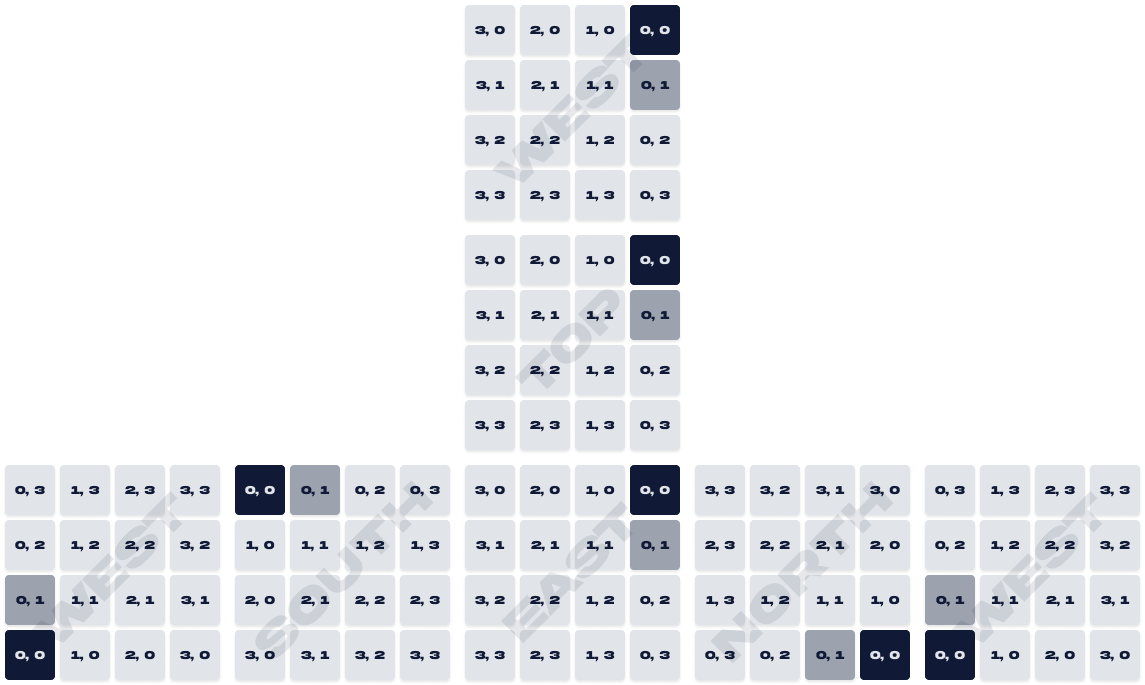 3, 0 2, 0 1, 0 0, 0
3, 1 2, 1 1, 1 0, 1
3, 2 2, 2 1, 2 0, 2
3, 3 2, 3 1, 3 0, 3
WEST
3, 0 2, 0 1, 0 0, 0
3, 1 2, 1 1, 1 0, 1
3, 2 2, 2 1, 2 0, 2
3, 3 2, 3 1, 3 0, 3
TOP
0, 3 1, 3 2, 3 3, 3
0, 2 1, 2 2, 2 3, 2
0, 1 1, 1 2, 1 3, 1
0, 0 1, 0 2, 0 3, 0
WEST
0, 0 0, 1 0, 2 0, 3
1, 0 1, 1 1, 2 1, 3
2, 0 2, 1 2, 2 2, 3
3, 0 3, 1 3, 2 3, 3
SOUTH
3, 0 2, 0 1, 0 0, 0
3, 1 2, 1 1, 1 0, 1
3, 2 2, 2 1, 2 0, 2
3, 3 2, 3 1, 3 0, 3
EAST
3, 3 3, 2 3, 1 3, 0
2, 3 2, 2 2, 1 2, 0
1, 3 1, 2 1, 1 1, 0
0, 3 0, 2 0, 1 0, 0
NORTH
0, 3 1, 3 2, 3 3, 3
0, 2 1, 2 2, 2 3, 2
0, 1 1, 1 2, 1 3, 1
0, 0 1, 0 2, 0 3, 0
WEST